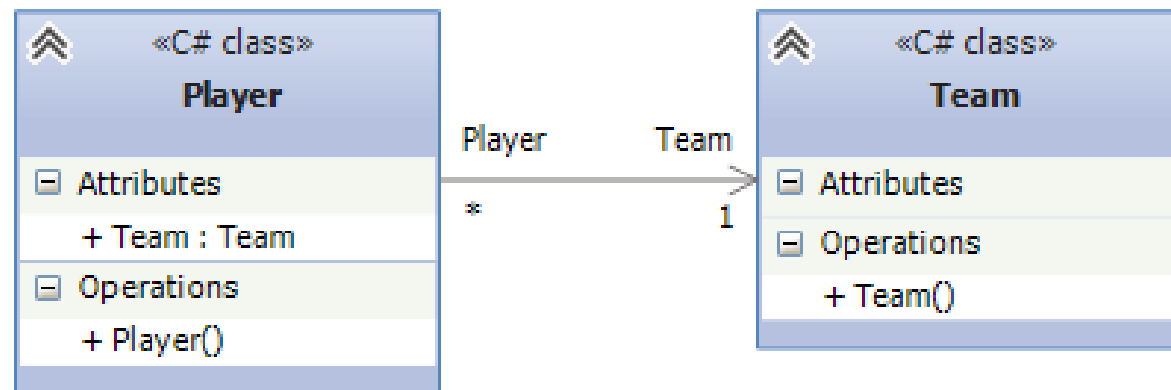 «C# class»
Player
Attributes
+ Team : Team
Operations
+ Player()
Player
Team
*
1
«C# class»
Team
Attributes
Operations
+ Team()